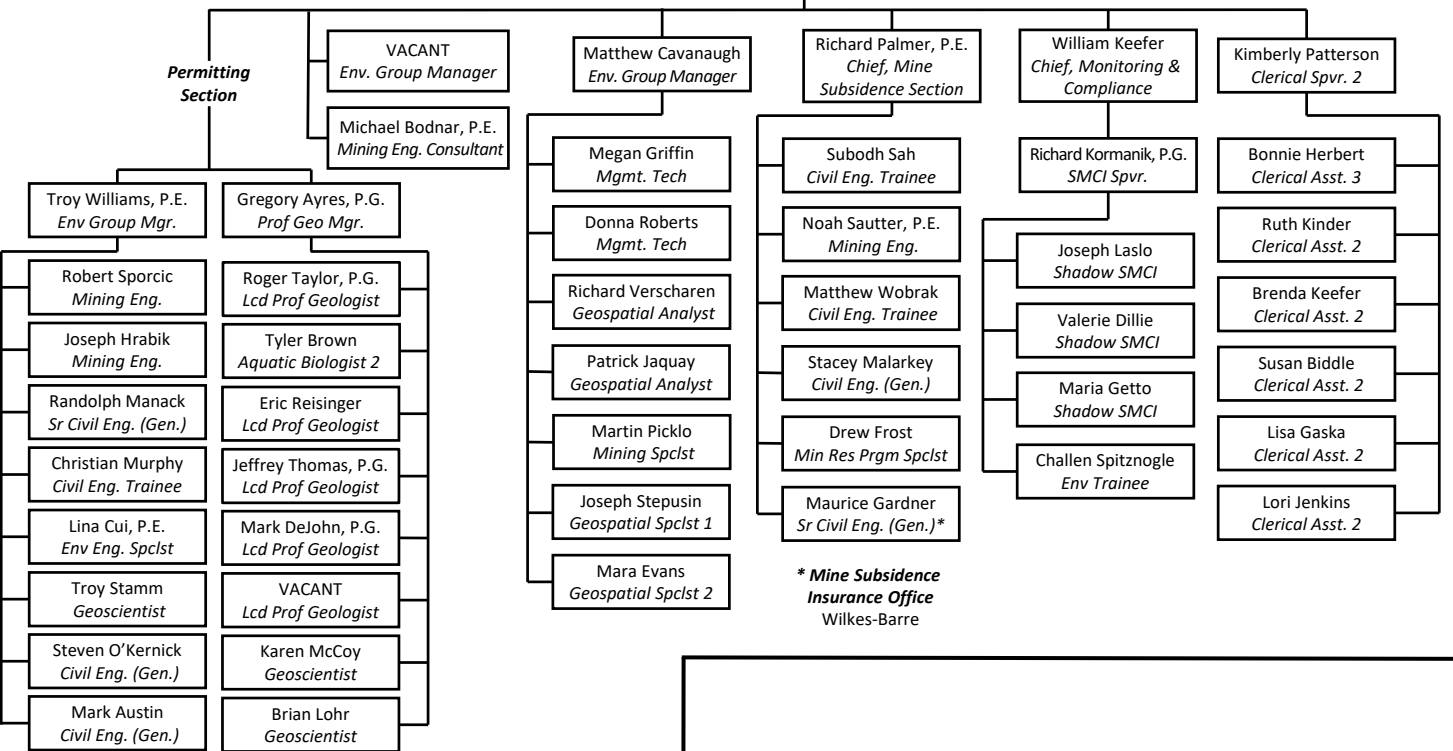 Permitting
Section
VACANT
Env. Group Manager
Michael Bodnar, P.E.
Mining Eng. Consultant
Troy Williams, P.E.
Env Group Mgr.
Robert Sporcic
Mining Eng.
Joseph Hrabik
Mining Eng.
Randolph Manack
Sr Civil Eng. (Gen.)
Christian Murphy
Civil Eng. Trainee
Lina Cui, P.E.
Env Eng. Spclst
Troy Stamm
Geoscientist
Steven O’Kernick
Civil Eng. (Gen.)
Mark Austin
Civil Eng. (Gen.)
Gregory Ayres, P.G.
Prof Geo Mgr.
Roger Taylor, P.G.
Lcd Prof Geologist
Tyler Brown
Aquatic Biologist 2
Eric Reisinger
Lcd Prof Geologist
Jeffrey Thomas, P.G.
Lcd Prof Geologist
Mark DeJohn, P.G.
Lcd Prof Geologist
VACANT
Lcd Prof Geologist
Karen McCoy
Geoscientist
Brian Lohr
Geoscientist
Matthew Cavanaugh
Env. Group Manager
Megan Griffin
Mgmt. Tech
Donna Roberts
Mgmt. Tech
Richard Verscharen
Geospatial Analyst
Patrick Jaquay
Geospatial Analyst
Martin Picklo
Mining Spclst
Joseph Stepusin
Geospatial Spclst 1
Mara Evans
Geospatial Spclst 2
Richard Palmer, P.E.
Chief, Mine
Subsidence Section
Subodh Sah
Civil Eng. Trainee
Noah Sautter, P.E.
Mining Eng.
Matthew Wobrak
Civil Eng. Trainee
Stacey Malarkey
Civil Eng. (Gen.)
Drew Frost
Min Res Prgm Spclst
Maurice Gardner
Sr Civil Eng. (Gen.)*
* Mine Subsidence
Insurance Office
Wilkes-Barre
William Keefer
Chief, Monitoring &
Compliance
Richard Kormanik, P.G.
SMCI Spvr.
Joseph Laslo
Shadow SMCI
Valerie Dillie
Shadow SMCI
Maria Getto
Shadow SMCI
Challen Spitznogle
Env Trainee
Kimberly Patterson
Clerical Spvr. 2
Bonnie Herbert
Clerical Asst. 3
Ruth Kinder
Clerical Asst. 2
Brenda Keefer
Clerical Asst. 2
Susan Biddle
Clerical Asst. 2
Lisa Gaska
Clerical Asst. 2
Lori Jenkins
Clerical Asst. 2